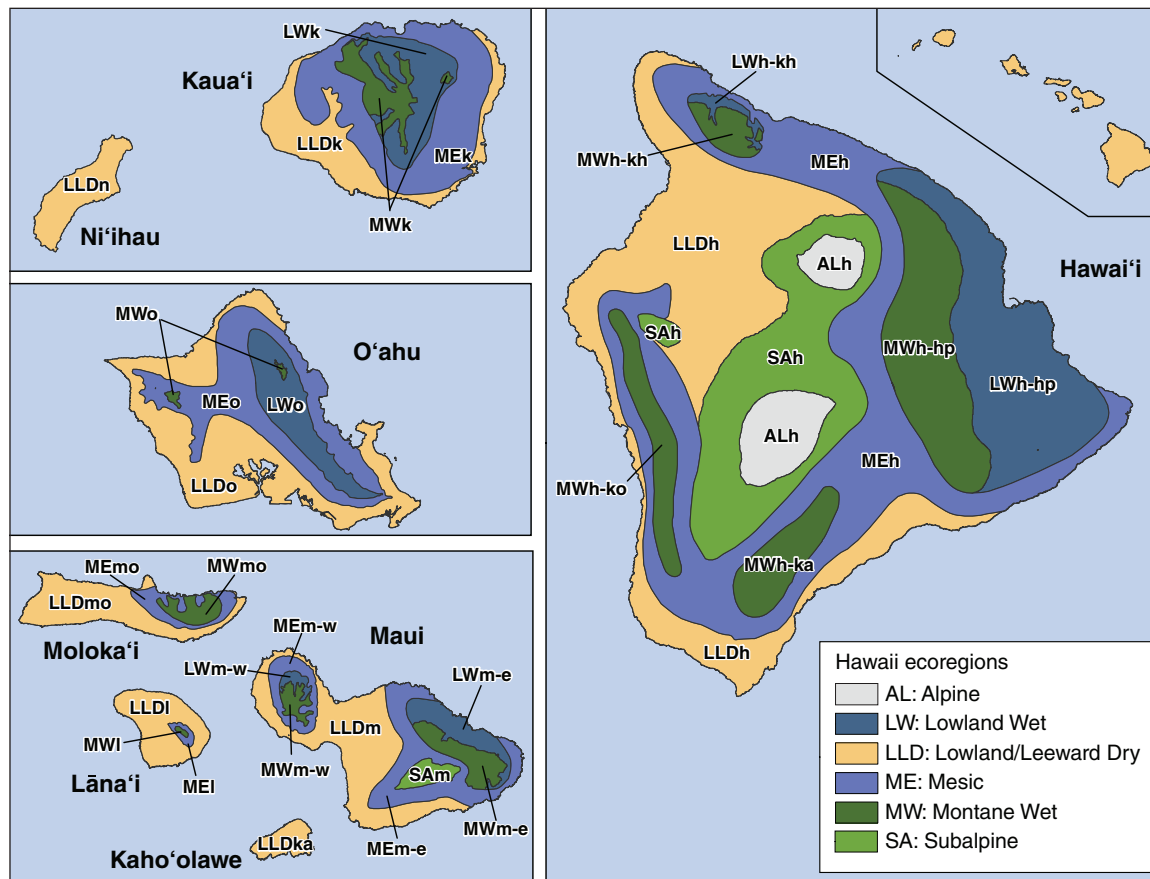 LWk
Kaua‘i
LLDk
MEk
MWk
LLDn
Ni‘ihau
MWo
O‘ahu
MEo
LWo
LLDo
MEmo
MWmo
LLDmo
Moloka‘i
MEm-w
Maui
LWm-w
LWm-e
LLDl
LLDm
MWl
MEl
Lāna‘i
MWm-w
SAm
MWm-e
LLDka
MEm-e
Kaho‘olawe
LWh-kh
MWh-kh
MEh
LLDh
ALh
Hawai‘i
SAh
SAh
MWh-hp
LWh-hp
ALh
MEh
MWh-ko
MWh-ka
LLDh
Hawaii ecoregions
AL: Alpine
LW: Lowland Wet
LLD: Lowland/Leeward Dry
ME: Mesic
MW: Montane Wet
SA: Subalpine